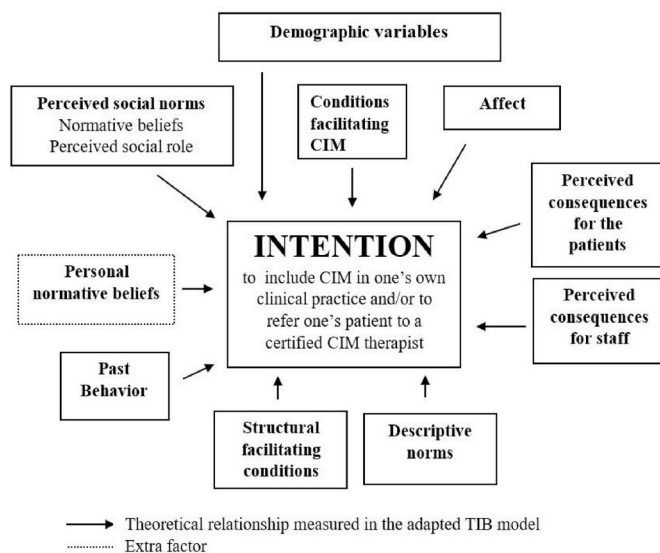 Demographic variables
Perceived social norms
Normative beliefs
Perceived social role
Conditions
facilitating
CIM
Affect
Perceived
consequences
for the
patients
INTENTION
to include CIM in one's own
clinical practice and/or to
refer one's patient to a
certified CIM therapist
Personal
normative beliefs
Perceived
consequences
for staff
Past
Behavior
Structural
facilitating
conditions
Descriptive
norms
Theoretical relationship measured in the adapted TIB model
Extra factor